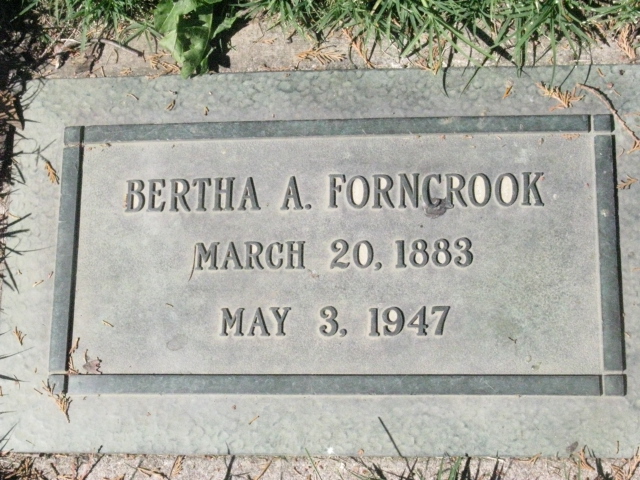 BERTHA A. FORNCROOK
MARCH 20, 1883
MAY 3, 1947